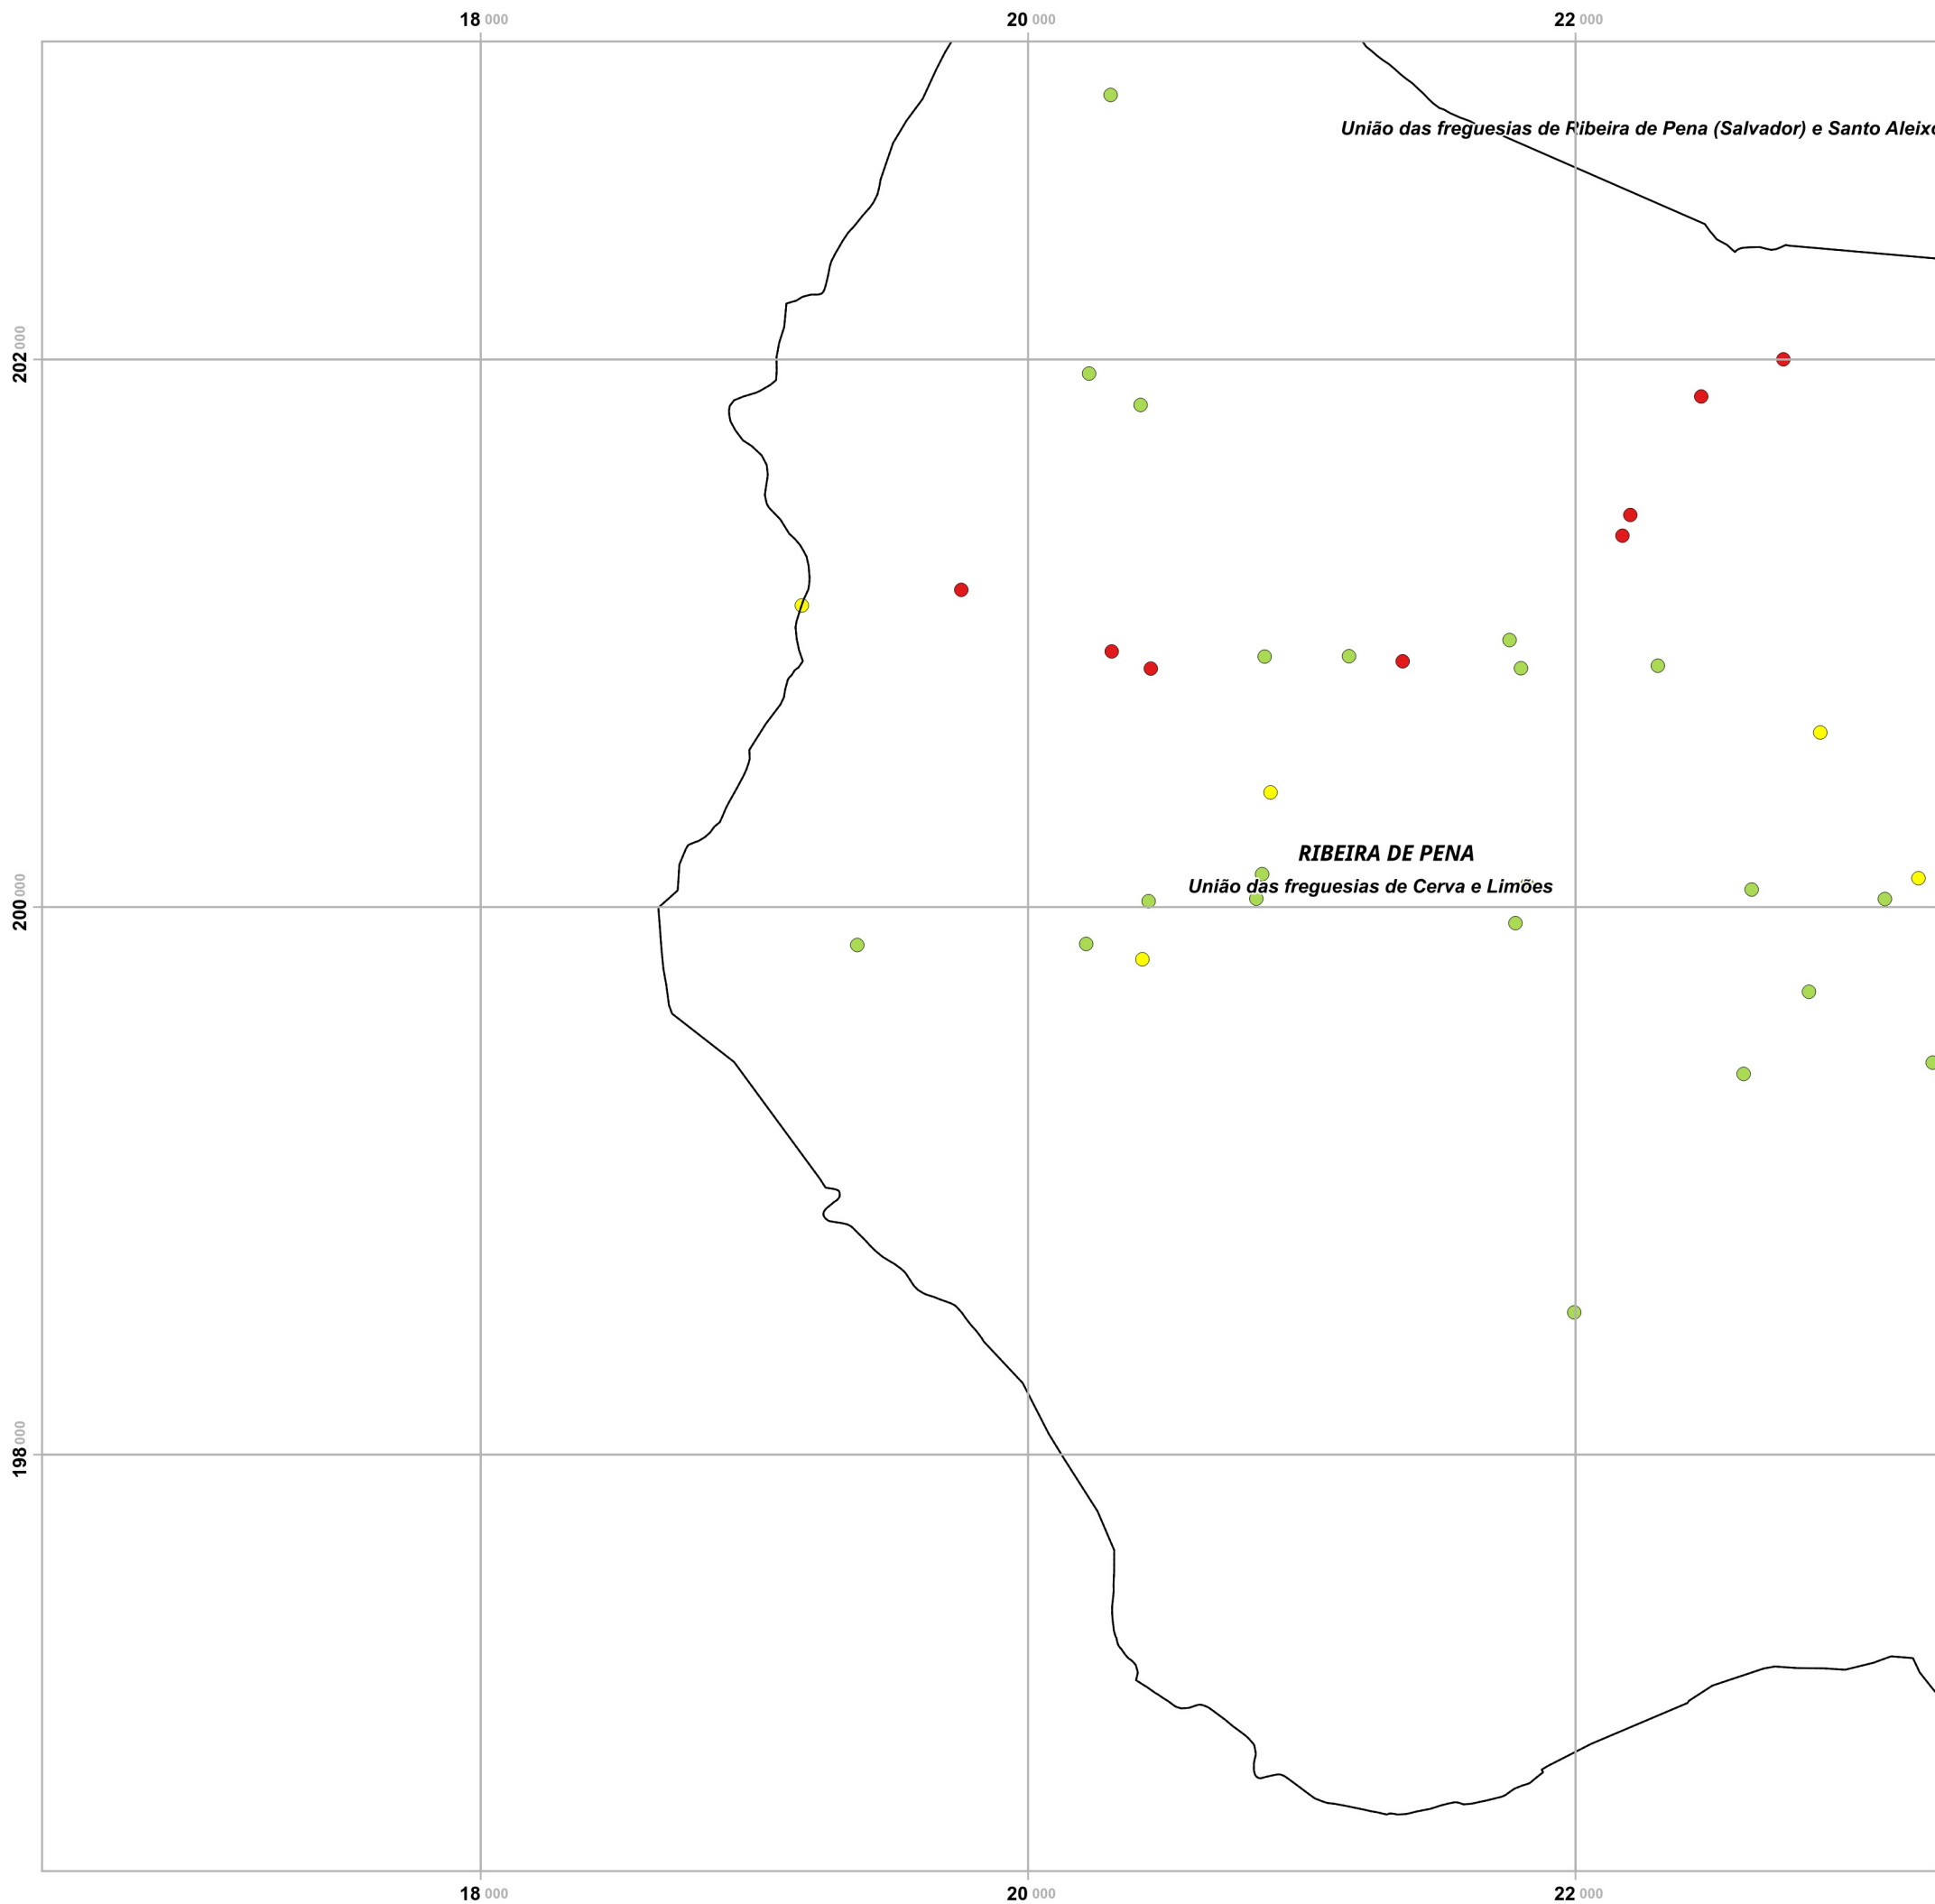 18 000 20 000 22 000
União das freguesias de Ribeira de Pena (Salvador) e Santo Aleixo
202 000
RIBEIRA DE PENA
União das freguesias de Cerva e Limões
200 000
198 000
18 000 20 000 22 000